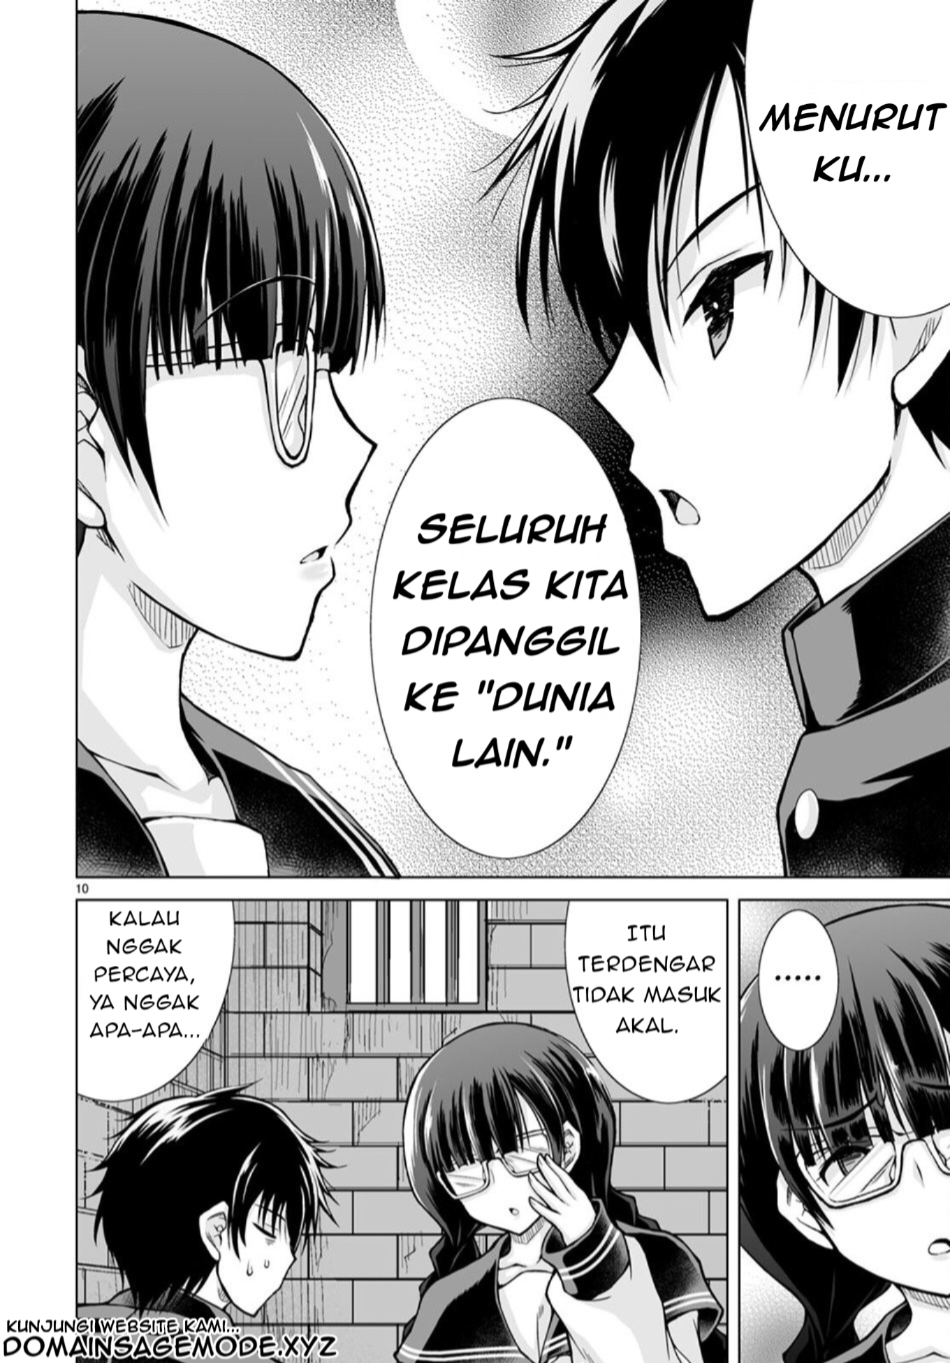 MENURUT
KU...
SELURUH
KELAS KITA
DIPANGGIL
KE "DUNIA
LAIN."
10
.....
ITU
TERDENGAR
TIDAK MASUK
AKAL.
KALAU
NGGAK
PERCAYA,
YA NGGAK
APA-APA...
KUNJUNGI WEBSITE KAMI...
DOMAINSAGEMODE.XYZ